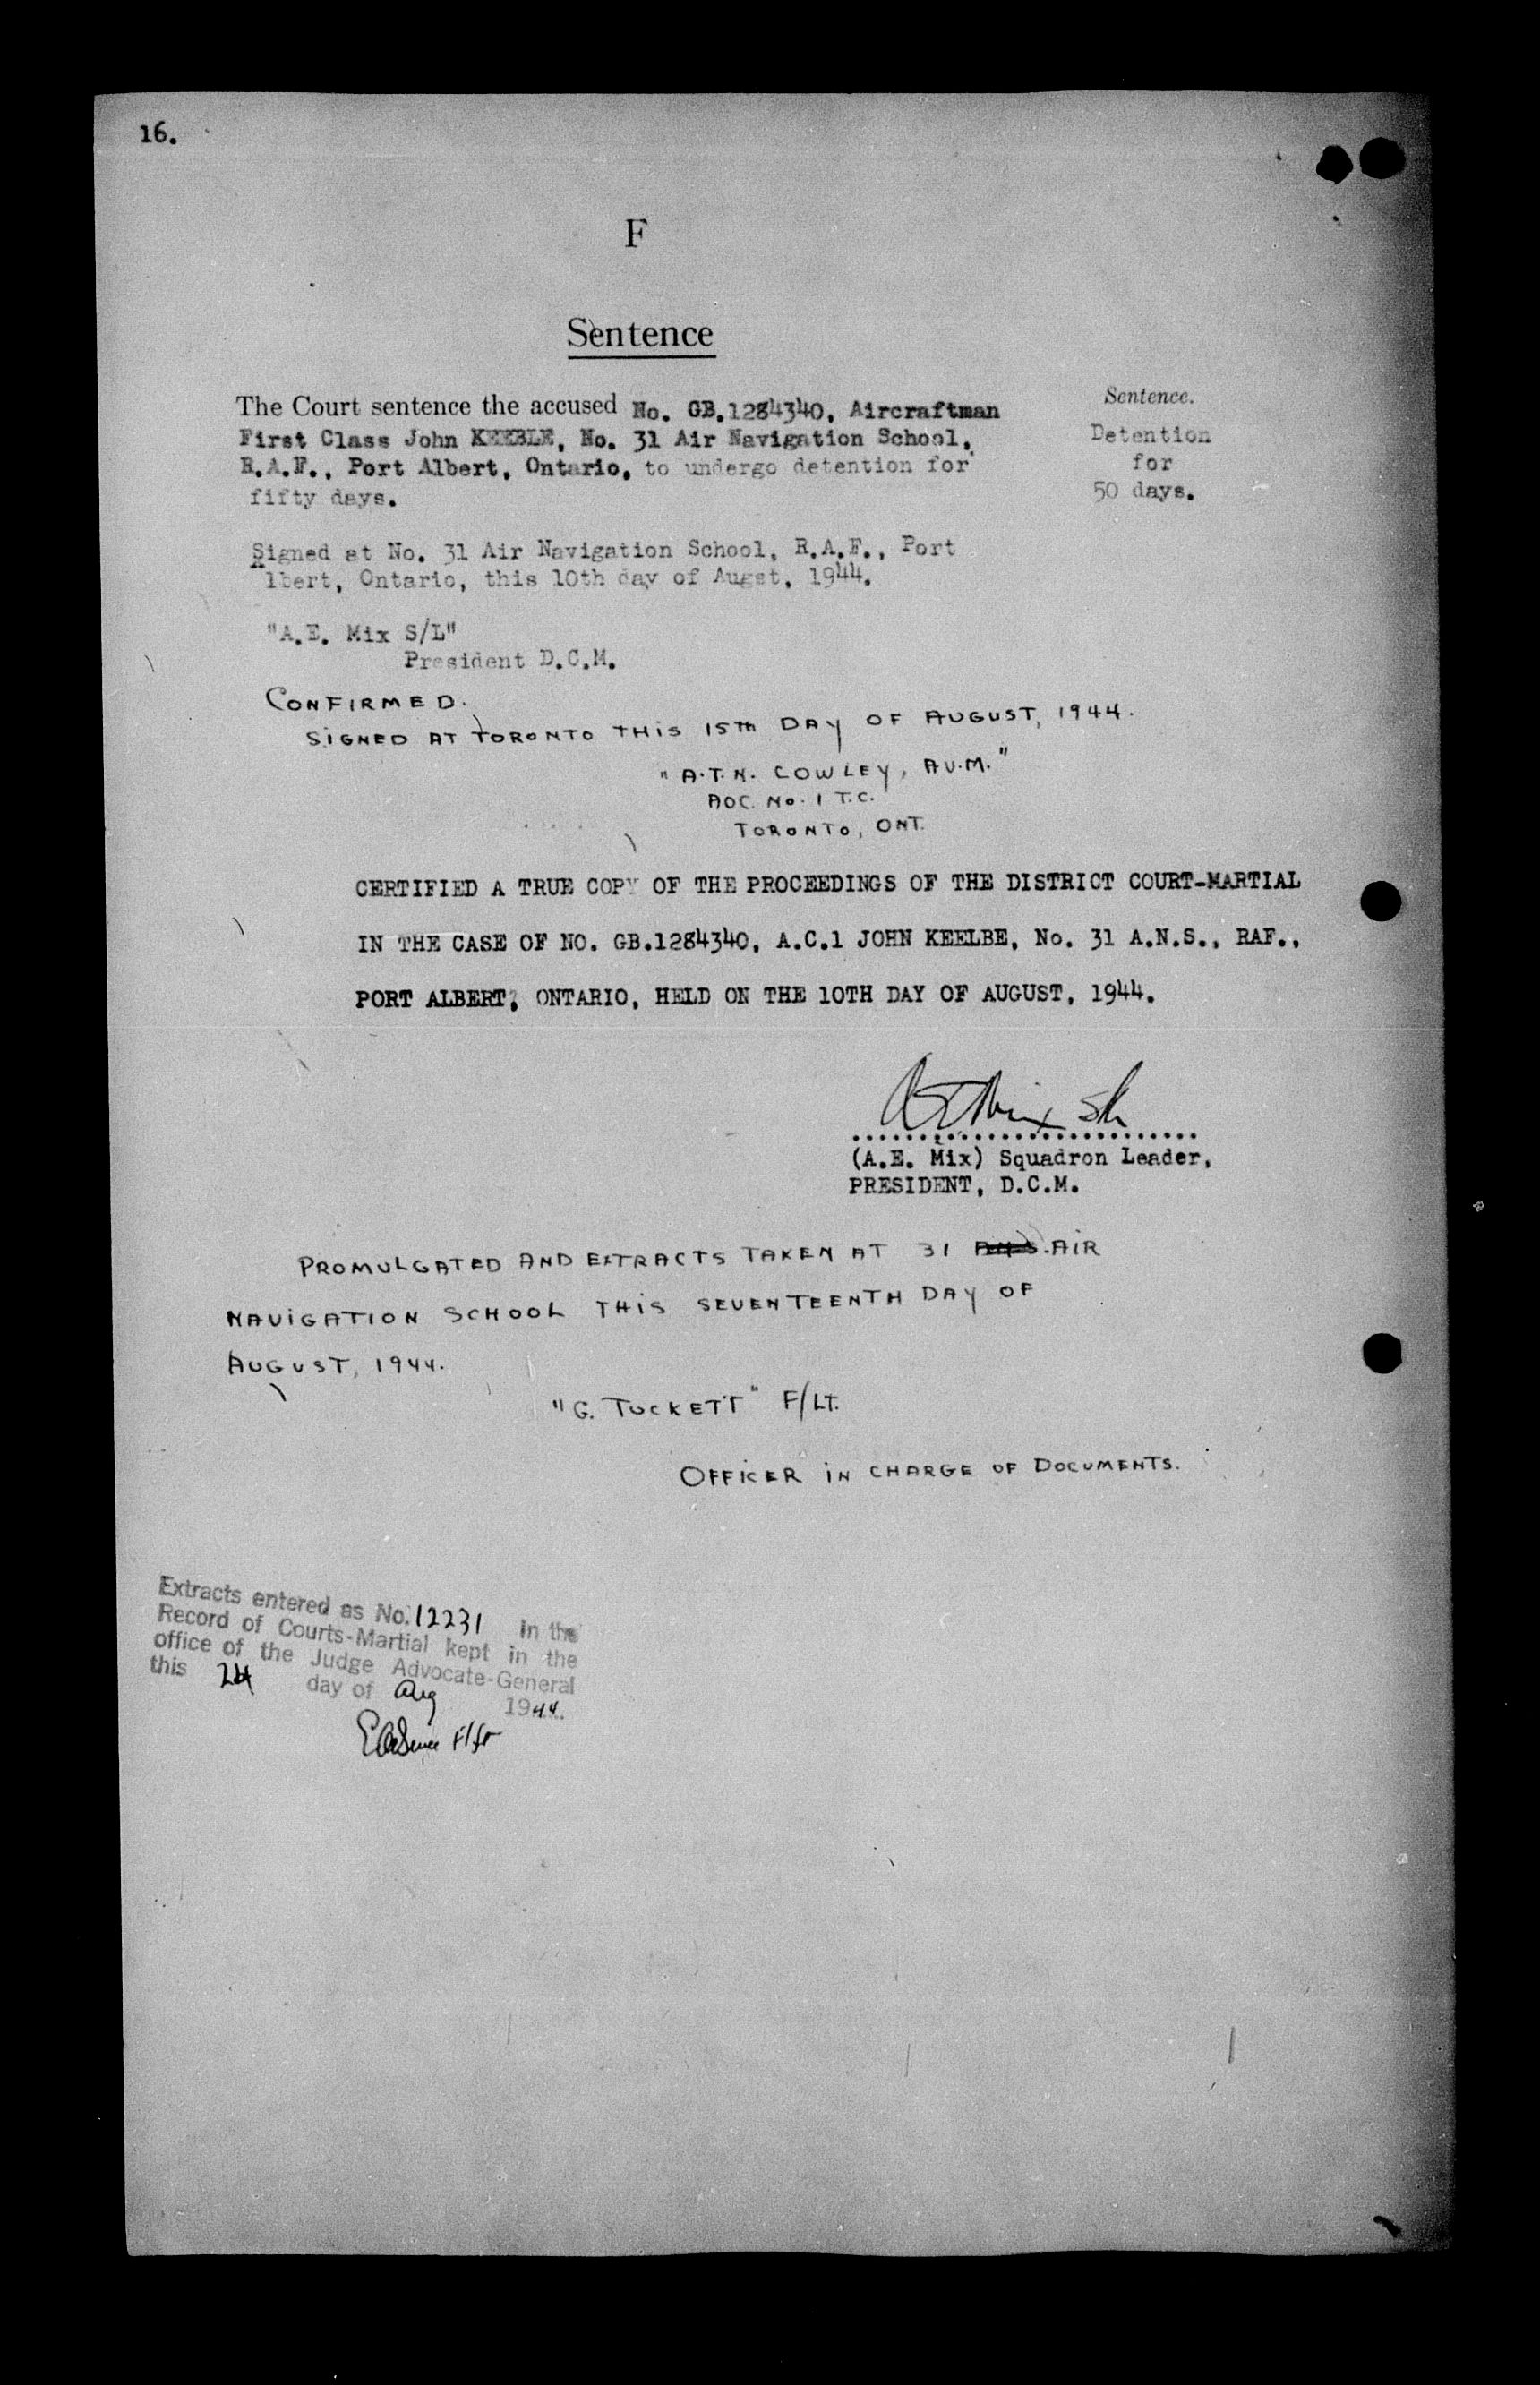 16.
F
Sentence
The Court sentence the accused No. GB.1284340, Aircraftman
First Class John KEEBLE, No. 31 Air Navigation School,
R.A.F., Port Albert, Ontario, to undergo detention for
fifty days.
Sentence.
Detention
for
50 days.
Signed at No. 31 Air Navigation School, R.A.F., Port
Albert, Ontario, this 10th day of Augst, 1944.
"A.E. Mix S/L"
President D.C.M.
CONFIRMED.
SIGNED AT TORONTO THIS 15TH DAY OF AUGUST, 1944.
"A.T.N. COWLEY, A.V.M."
AOC. No. 1 T.C.
TORONTO, ONT.
CERTIFIED A TRUE COPY OF THE PROCEEDINGS OF THE DISTRICT COURT-MARTIAL
IN THE CASE OF NO. GB.1284340, A.C.1 JOHN KEELBE, No. 31 A.N.S., RAF.,
PORT ALBERT, ONTARIO, HELD ON THE 10TH DAY OF AUGUST, 1944.
AE Mix S/L
(A.E. Mix) Squadron Leader,
PRESIDENT, D.C.M.
PROMULGATED AND EXTRACTS TAKEN AT 31 ANS. AIR
NAVIGATION SCHOOL THIS SEVENTEENTH DAY OF
AUGUST, 1944.
"G. TUCKETT" F/LT.
OFFICER IN CHARGE OF DOCUMENTS.
Extracts entered as No. 12231 in the
Record of Courts-Martial kept in the
office of the Judge Advocate-General
this 24 day of Aug 1944.